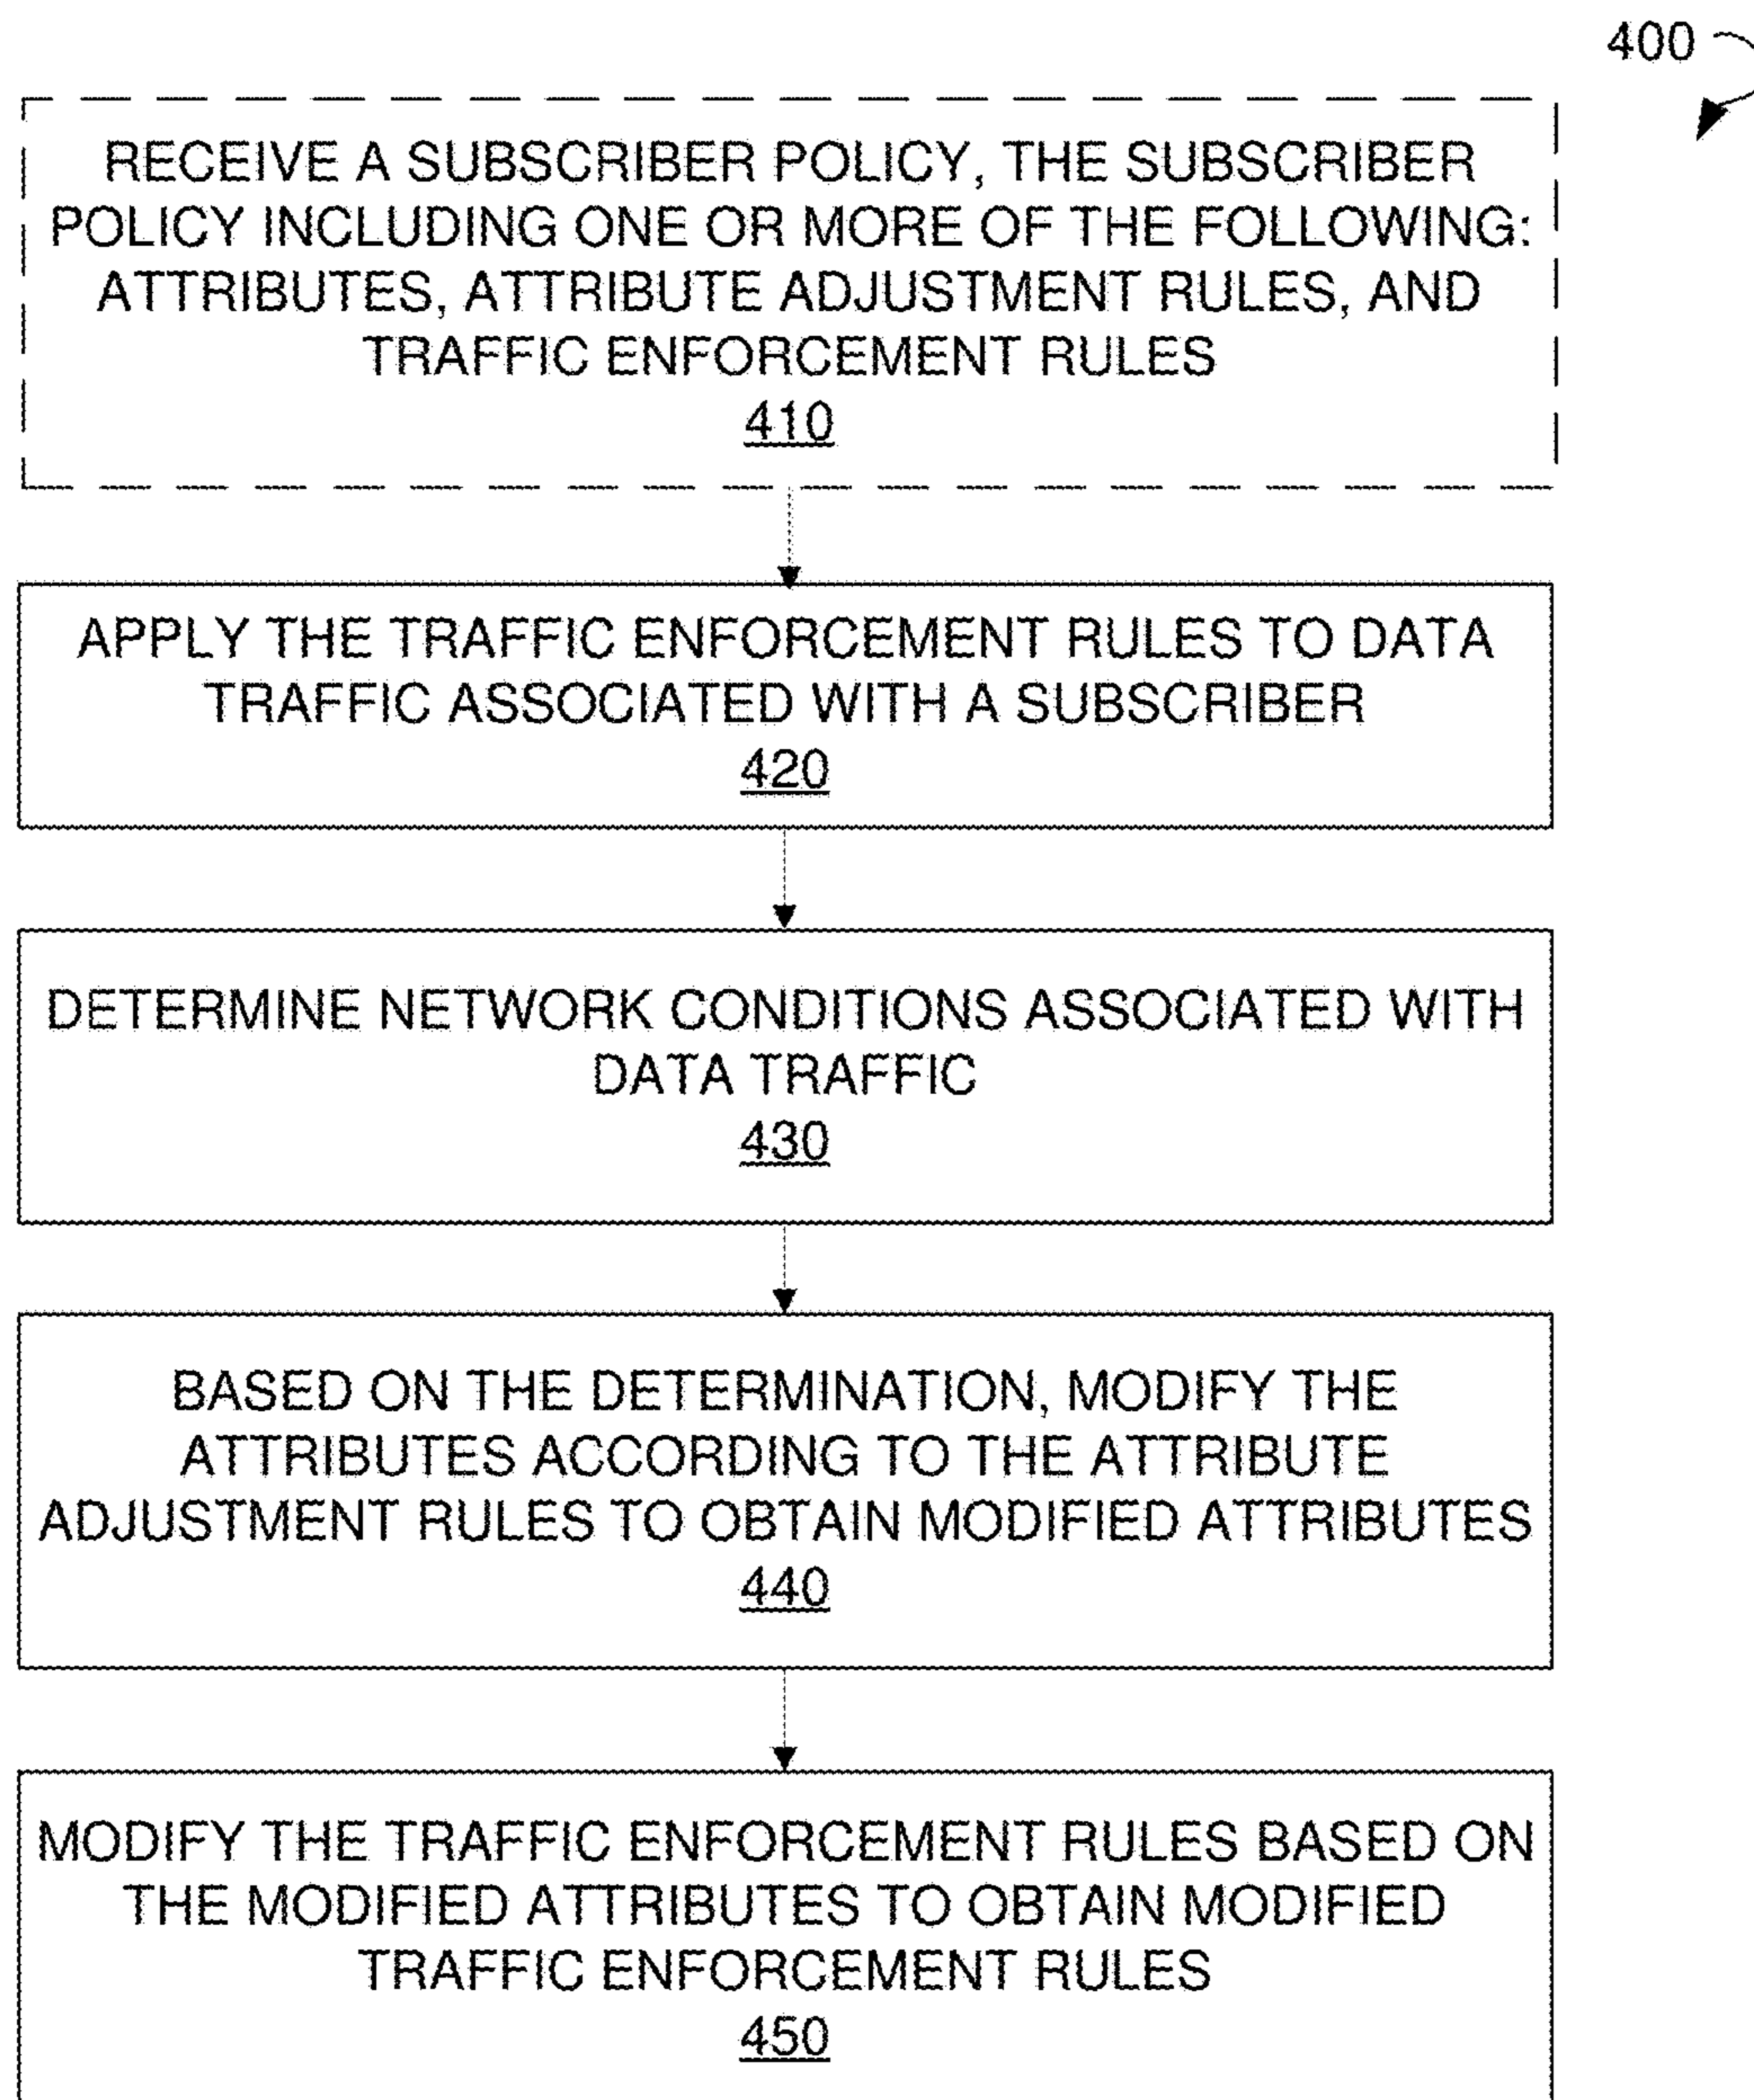 400
RECEIVE A SUBSCRIBER POLICY, THE SUBSCRIBER
POLICY INCLUDING ONE OR MORE OF THE FOLLOWING:
ATTRIBUTES, ATTRIBUTE ADJUSTMENT RULES, AND
TRAFFIC ENFORCEMENT RULES
410
APPLY THE TRAFFIC ENFORCEMENT RULES TO DATA
TRAFFIC ASSOCIATED WITH A SUBSCRIBER
420
DETERMINE NETWORK CONDITIONS ASSOCIATED WITH
DATA TRAFFIC
430
BASED ON THE DETERMINATION, MODIFY THE
ATTRIBUTES ACCORDING TO THE ATTRIBUTE
ADJUSTMENT RULES TO OBTAIN MODIFIED ATTRIBUTES
440
MODIFY THE TRAFFIC ENFORCEMENT RULES BASED ON
THE MODIFIED ATTRIBUTES TO OBTAIN MODIFIED
TRAFFIC ENFORCEMENT RULES
450